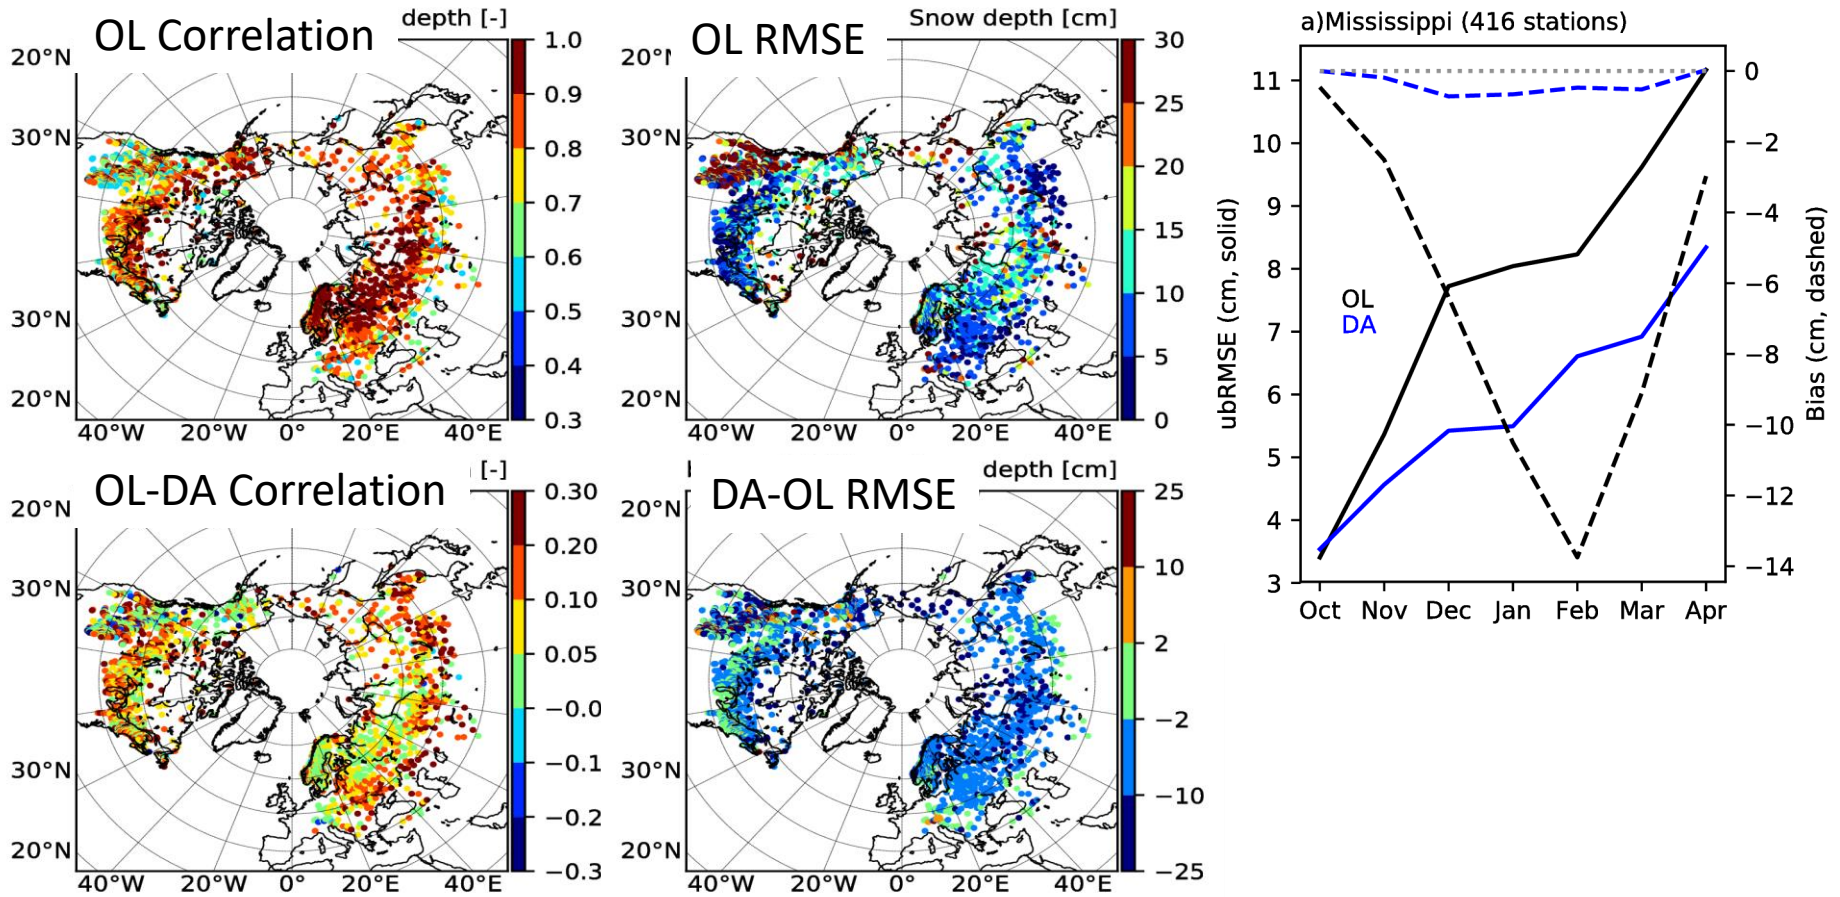 OL Correlation
depth [-]
20°N
30°N
30°N
20°N
40°W 20°W 0° 20°E 40°E
1.0
0.9
0.8
0.7
0.6
0.5
0.4
0.3
OL RMSE
Snow depth [cm]
20°N
30°N
30°N
20°N
40°W 20°W 0° 20°E 40°E
30
25
20
15
10
5
0
a)Mississippi (416 stations)
ubRMSE (cm, solid)
11
10
9
8
7
6
5
4
3
OL
DA
Oct Nov Dec Jan Feb Mar Apr
0
−2
−4
−6
−8
−10
−12
−14
Bias (cm, dashed)
OL-DA Correlation
[-]
20°N
30°N
30°N
20°N
40°W 20°W 0° 20°E 40°E
0.30
0.20
0.10
0.05
−0.0
−0.1
−0.2
−0.3
DA-OL RMSE
depth [cm]
20°N
30°N
30°N
20°N
40°W 20°W 0° 20°E 40°E
25
10
2
−2
−10
−25